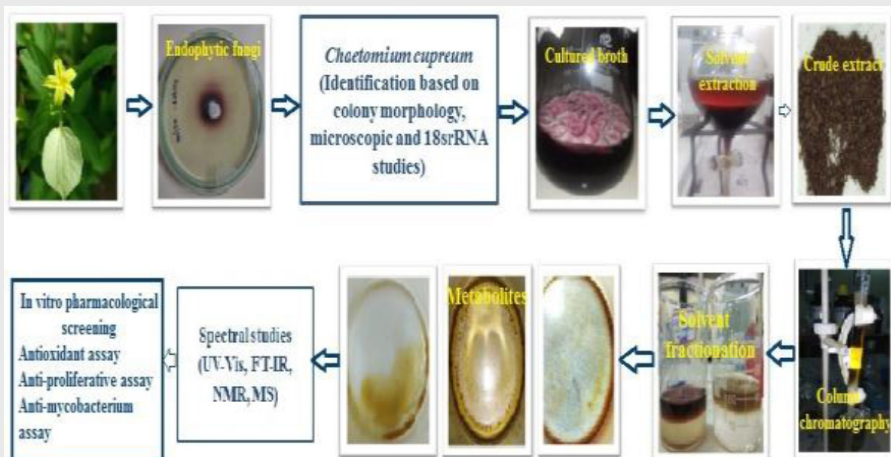 Endophytic fungi
Chaetomium cupreum
(Identification based on
colony morphology,
microscopic and 18srRNA
studies)
Cultured broth
Solvent
extraction
Crude extract
In vitro pharmacological
screening
Antioxidant assay
Anti-proliferative assay
Anti-mycobacterium
assay
Spectral studies
(UV-Vis, FT-IR,
NMR, MS)
Metabolites
Solvent
fractionation
Column
chromatography